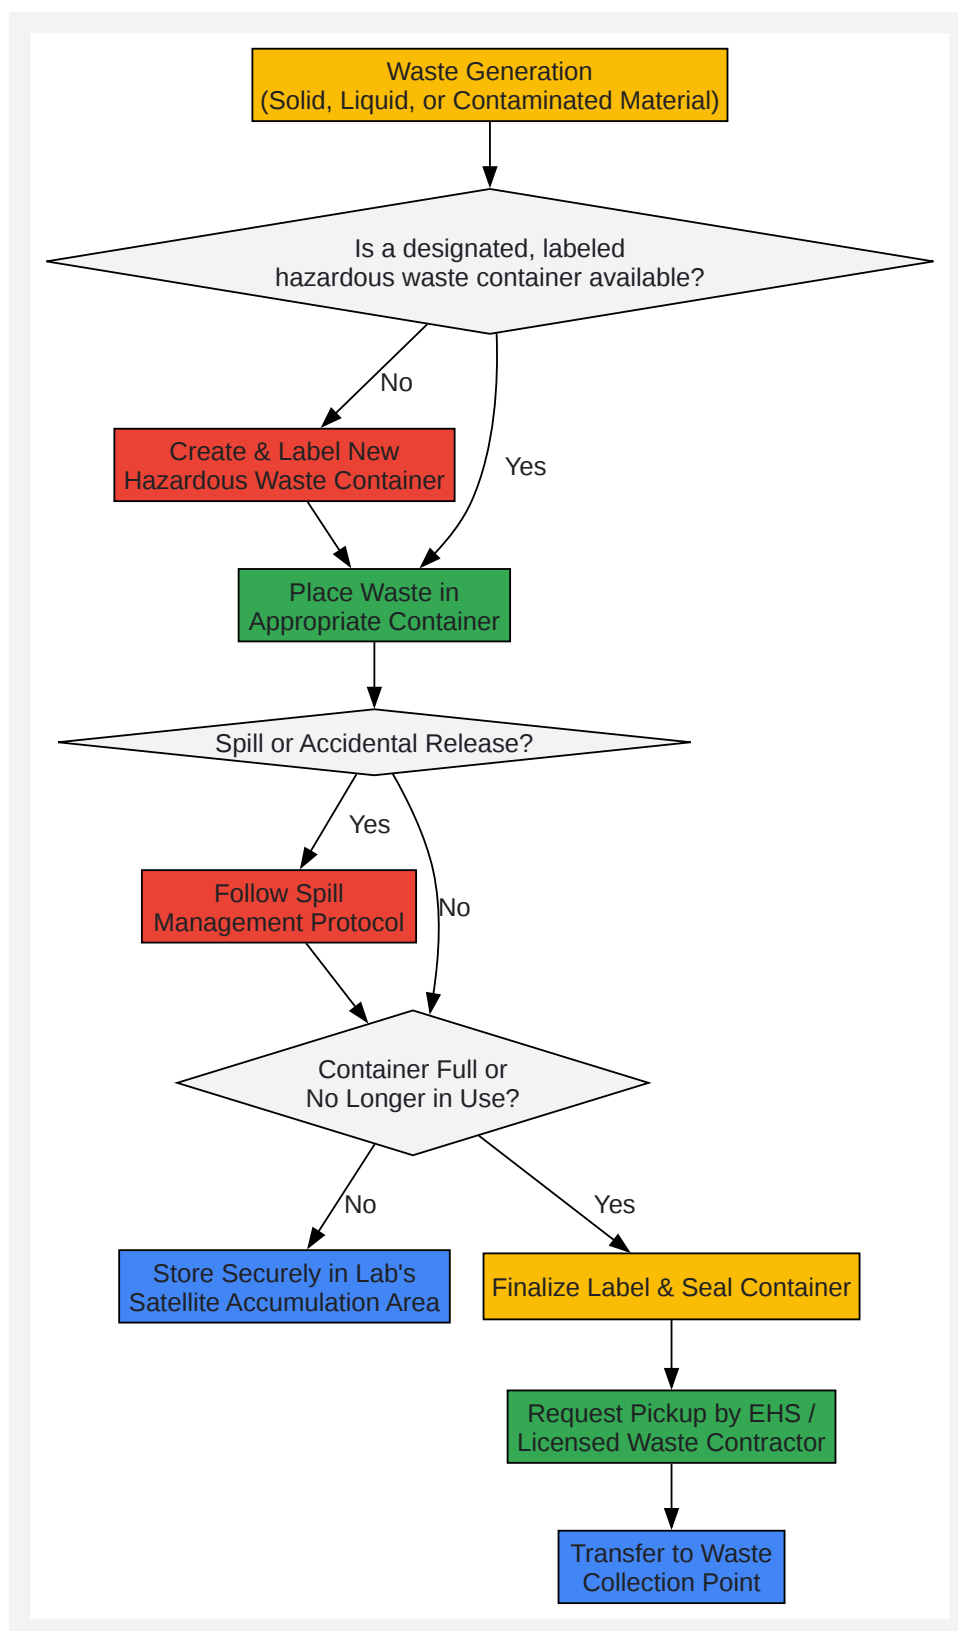 Waste Generation
(Solid, Liquid, or Contaminated Material)
Is a designated, labeled
hazardous waste container available?
No
Create & Label New
Hazardous Waste Container
Yes
Place Waste in
Appropriate Container
Spill or Accidental Release?
Yes
Follow Spill
Management Protocol
No
Container Full or
No Longer in Use?
No
Yes
Store Securely in Lab's
Satellite Accumulation Area
Finalize Label & Seal Container
Request Pickup by EHS /
Licensed Waste Contractor
Transfer to Waste
Collection Point